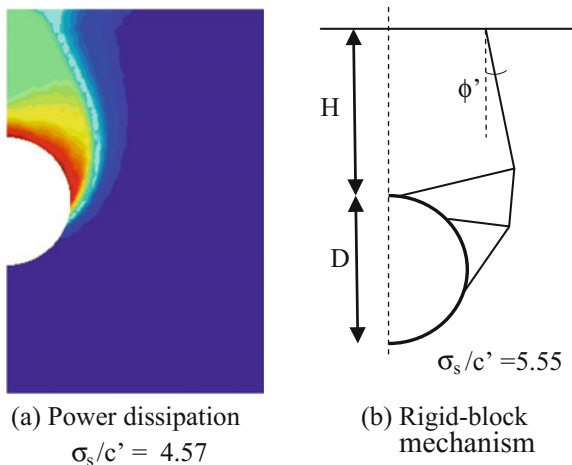 H
D
ϕ’
σs/c’ =5.55
(a) Power dissipation
σs/c’ = 4.57
(b) Rigid-block
mechanism